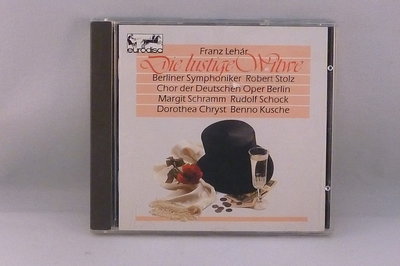 eurodisc
Franz Lehár
Die lustige Witwe
Berliner Symphoniker Robert Stolz
Chor der Deutschen Oper Berlin
Margit Schramm Rudolf Schock
Dorothea Chryst Benno Kusche